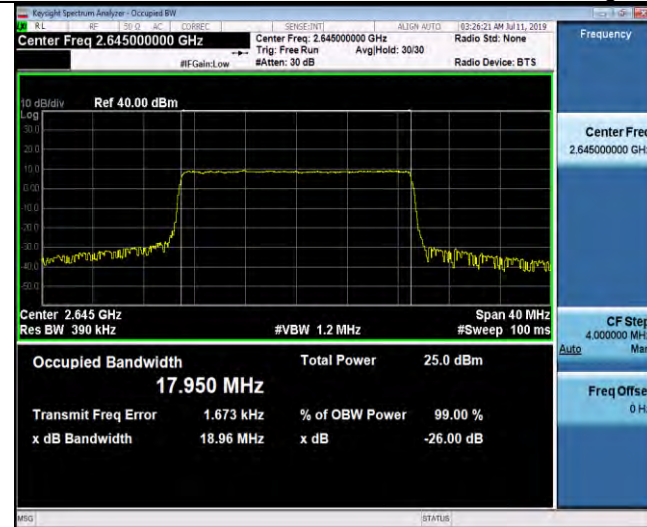 Keysight Spectrum Analyzer - Occupied BW
RL RF 50 Ω AC CORREC SENSE:INT ALIGN AUTO 03:26:21 AM Jul 11, 2019
Center Freq 2.645000000 GHz
Center Freq: 2.645000000 GHz
Radio Std: None
Trig: Free Run Avg|Hold: 30/30
#IFGain:Low
#Atten: 30 dB
Radio Device: BTS
Frequency
10 dB/div Ref 40.00 dBm
Log
30.0
20.0
10.0
0.00
-10.0
-20.0
-30.0
-40.0
-50.0
Center Freq
2.645000000 GHz
Center 2.645 GHz
Span 40 MHz
Res BW 390 kHz
#VBW 1.2 MHz
#Sweep 100 ms
CF Step
4.000000 MHz
Auto Man
Occupied Bandwidth
17.950 MHz
Total Power 25.0 dBm
Transmit Freq Error 1.673 kHz
% of OBW Power 99.00 %
x dB Bandwidth 18.96 MHz
x dB -26.00 dB
Freq Offse
0 H
MSG
STATUS